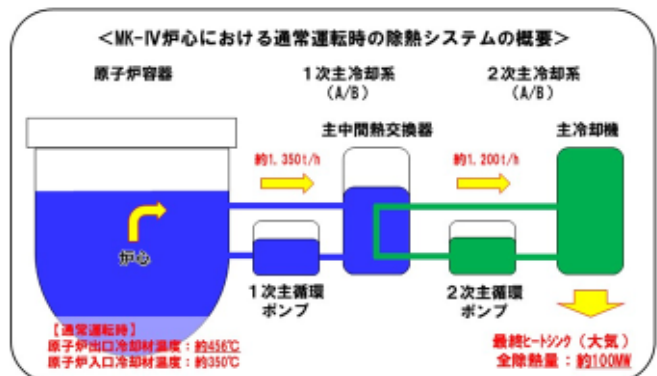 ＜MK-Ⅳ炉心における通常運転時の除熱システムの概要＞
原子炉容器
1次主冷却系
(A/B)
2次主冷却系
(A/B)
主中間熱交換器
主冷却機
約1,350t/h
約1,200t/h
炉心
1次主循環
ポンプ
2次主循環
ポンプ
【通常運転時】
原子炉出口冷却材温度：約456℃
原子炉入口冷却材温度：約350℃
最終ヒートシンク（大気）
全除熱量：約100MW